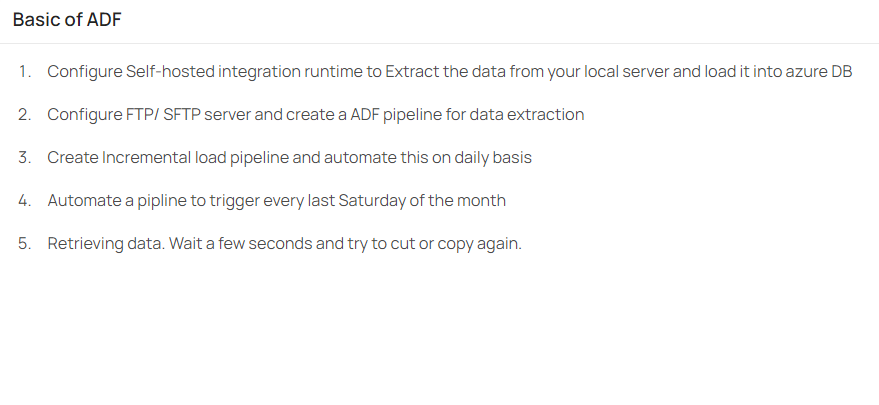 Basic of ADF
1. Configure Self-hosted integration runtime to Extract the data from your local server and load it into azure DB
2. Configure FTP/ SFTP server and create a ADF pipeline for data extraction
3. Create Incremental load pipeline and automate this on daily basis
4. Automate a pipline to trigger every last Saturday of the month
5. Retrieving data. Wait a few seconds and try to cut or copy again.